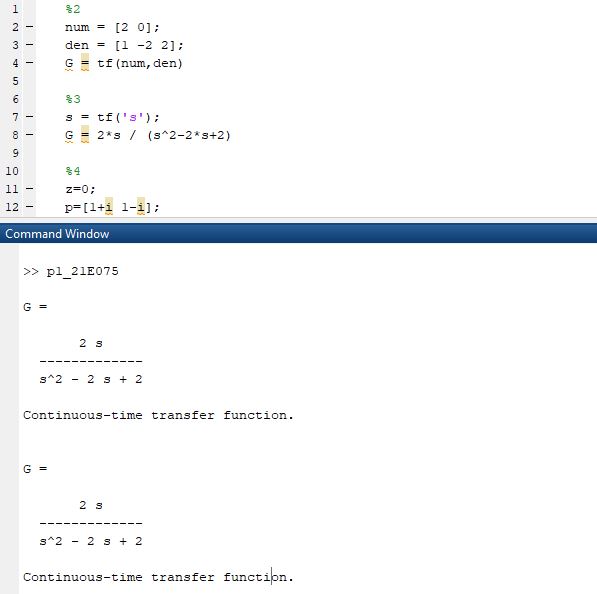 1 %2
2 – num = [2 0];
3 – den = [1 -2 2];
4 – G = tf(num,den)
5
6 %3
7 – s = tf('s');
8 – G = 2*s / (s^2-2*s+2)
9
10 %4
11 – z=0;
12 – p=[1+i 1-i];
Command Window
>> p1_21E075
G =
2 s
-------------
s^2 - 2 s + 2
Continuous-time transfer function.
G =
2 s
-------------
s^2 - 2 s + 2
Continuous-time transfer function.